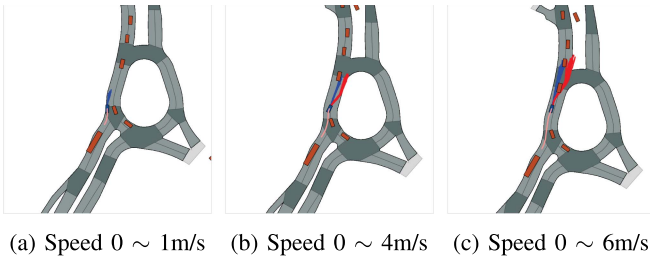 (a) Speed 0 ∼ 1m/s (b) Speed 0 ∼ 4m/s (c) Speed 0 ∼ 6m/s